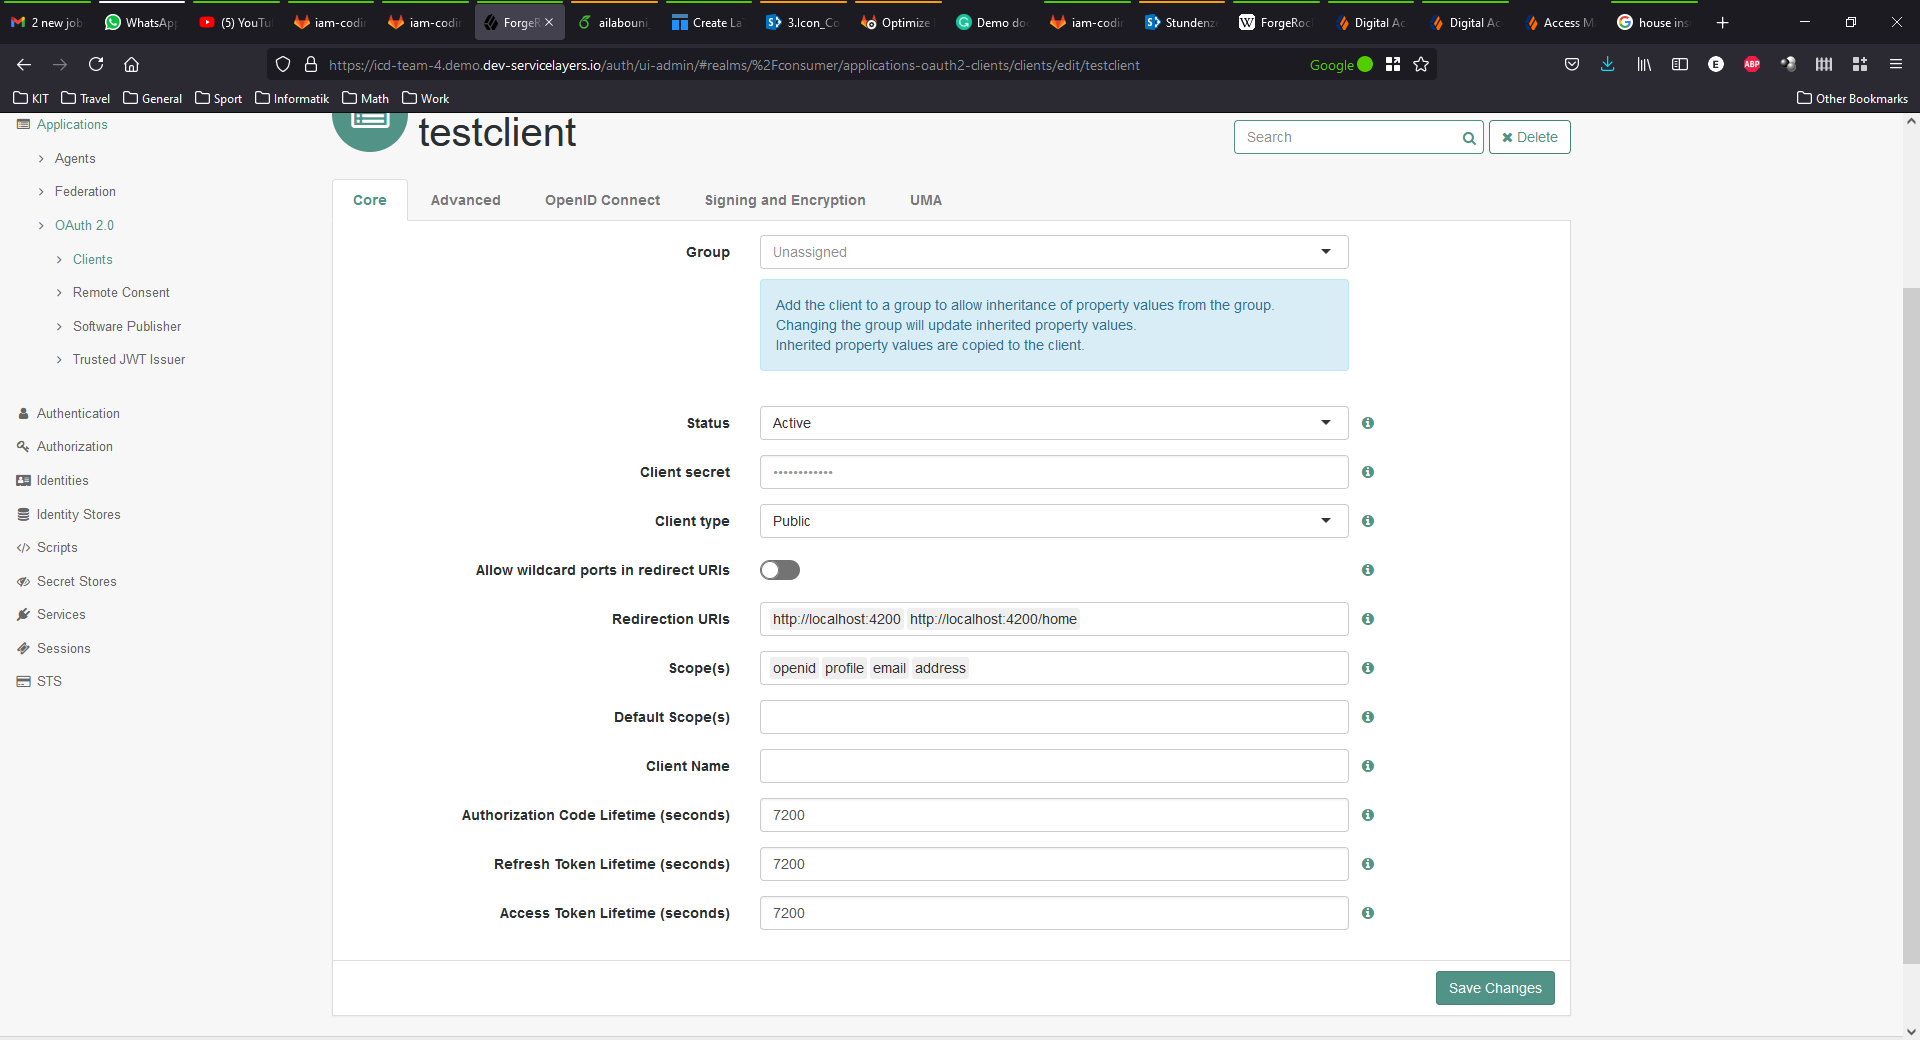 2 new job
WhatsApp
(5) YouTu
iam-codin
iam-codin
ForgeR
ailabouni
Create La
3.Icon_Co
Optimize
Demo do
iam-codin
Stundenz
ForgeRoc
Digital Ac
Digital Ac
Access M
house ins
https://icd-team-4.demo.dev-servicelayers.io/auth/ui-admin/#realms/%2Fconsumer/applications-oauth2-clients/clients/edit/testclient
Google
E
ABP
KIT
Travel
General
Sport
Informatik
Math
Work
Other Bookmarks
Applications
Agents
Federation
OAuth 2.0
Clients
Remote Consent
Software Publisher
Trusted JWT Issuer
Authentication
Authorization
Identities
Identity Stores
Scripts
Secret Stores
Services
Sessions
STS
testclient
Search
Delete
Core
Advanced
OpenID Connect
Signing and Encryption
UMA
Group
Unassigned
Add the client to a group to allow inheritance of property values from the group.
Changing the group will update inherited property values.
Inherited property values are copied to the client.
Status
Active
Client secret
••••••••••••
Client type
Public
Allow wildcard ports in redirect URIs
Redirection URIs
http://localhost:4200 http://localhost:4200/home
Scope(s)
openid profile email address
Default Scope(s)
Client Name
Authorization Code Lifetime (seconds)
7200
Refresh Token Lifetime (seconds)
7200
Access Token Lifetime (seconds)
7200
Save Changes